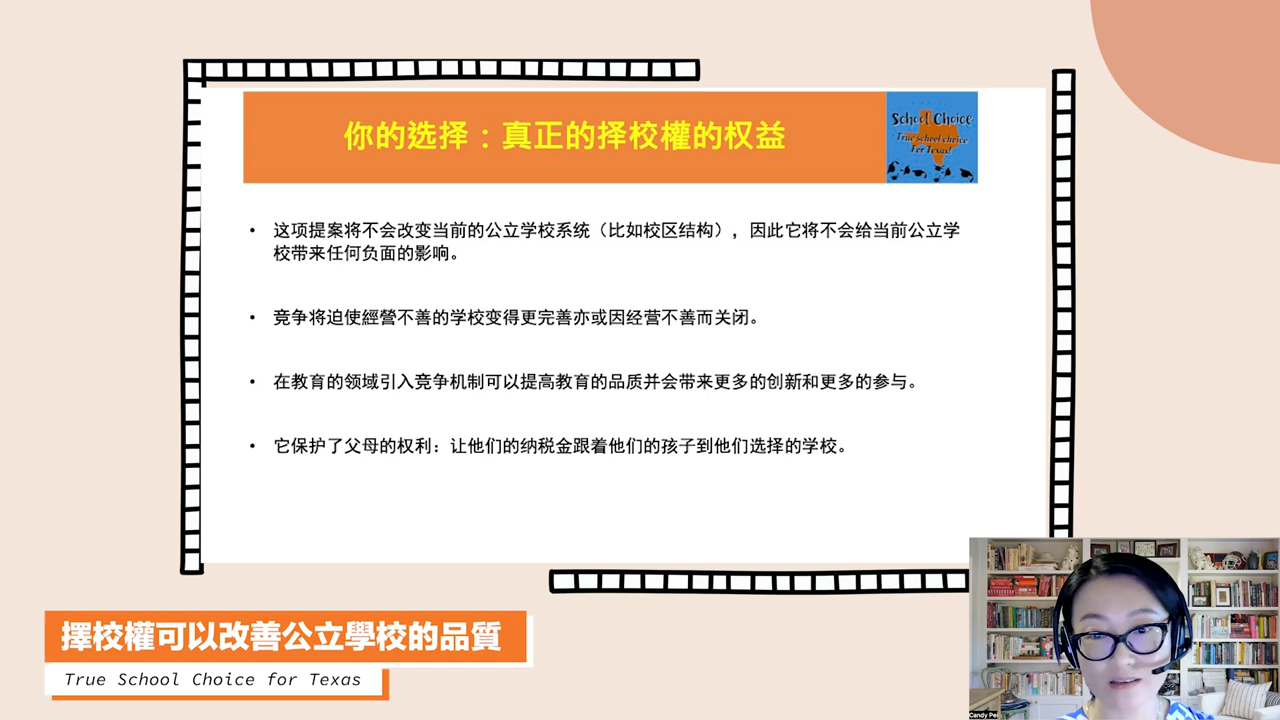 你的选择：真正的择校權的权益
School Choice
True school choice
For Texas!
• 这项提案将不会改变当前的公立学校系统（比如校区结构），因此它将不会给当前公立学
校带来任何负面的影响。
• 竞争将迫使經營不善的学校变得更完善亦或因经营不善而关闭。
• 在教育的领域引入竞争机制可以提高教育的品质并会带来更多的创新和更多的参与。
• 它保护了父母的权利：让他们的纳税金跟着他们的孩子到他们选择的学校。
擇校權可以改善公立學校的品質
True School Choice for Texas
Candy Pei